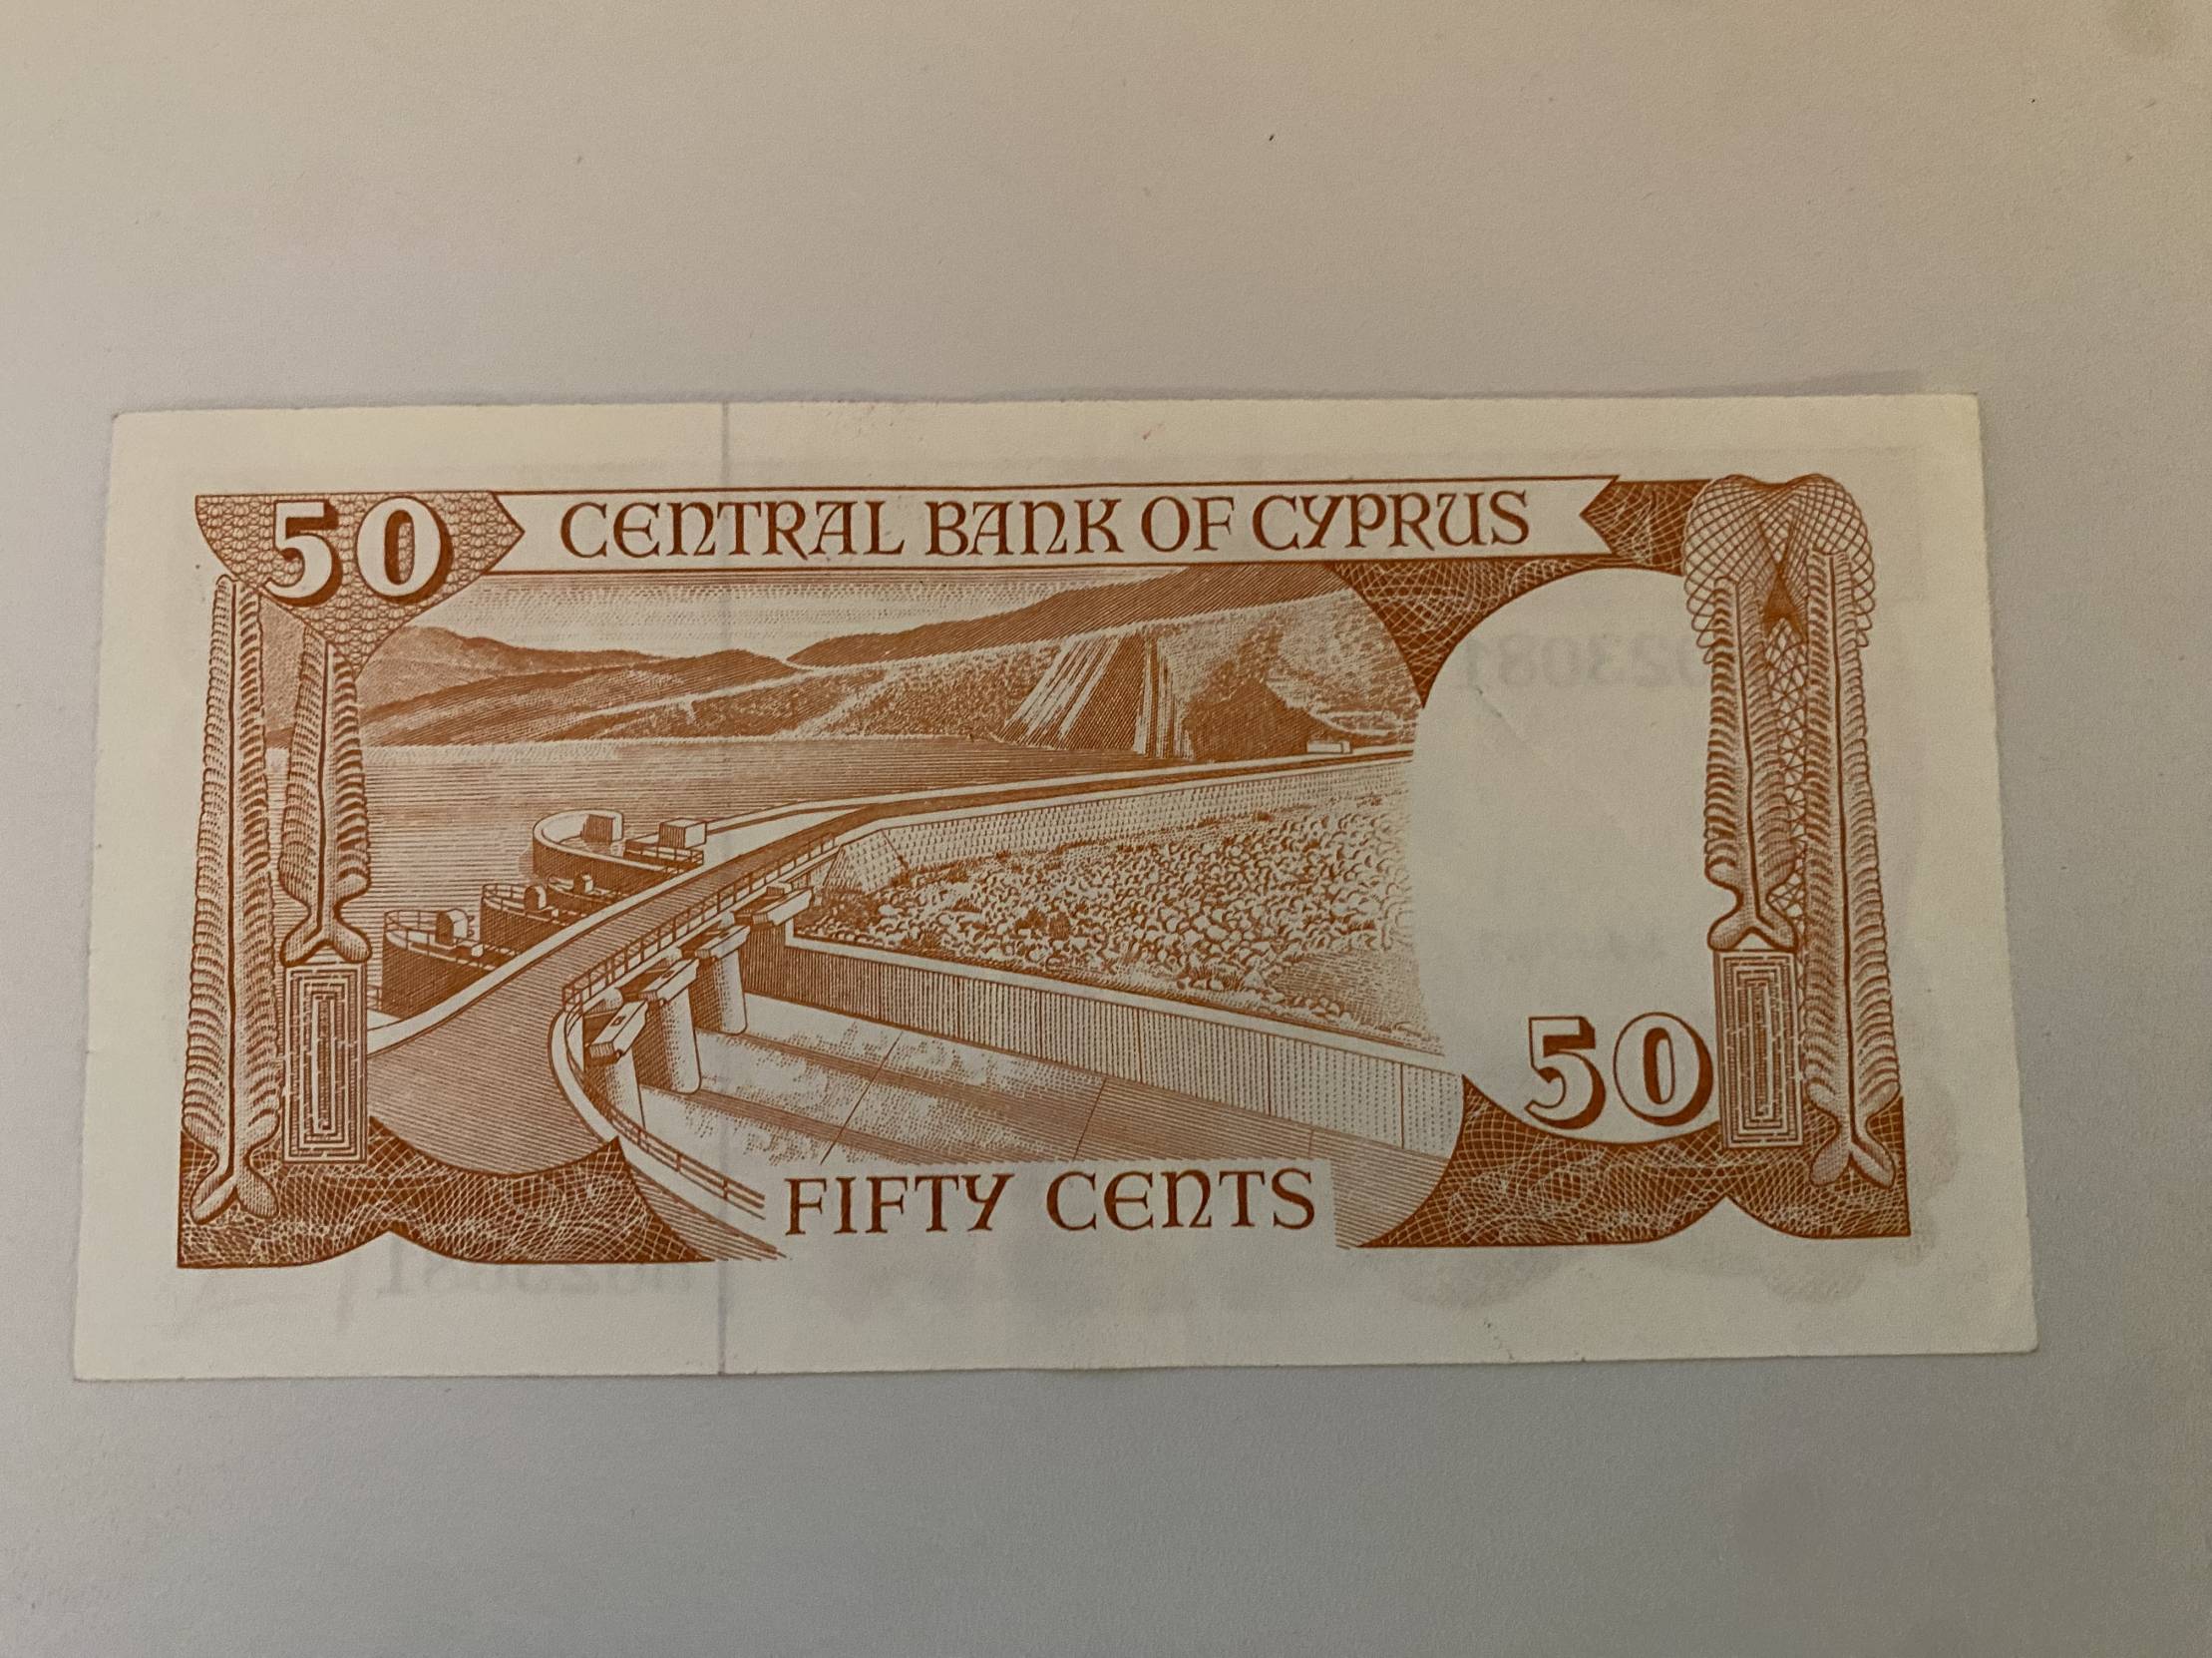 50 CENTRAL BANK OF CYPRUS
50
FIFTY CENTS